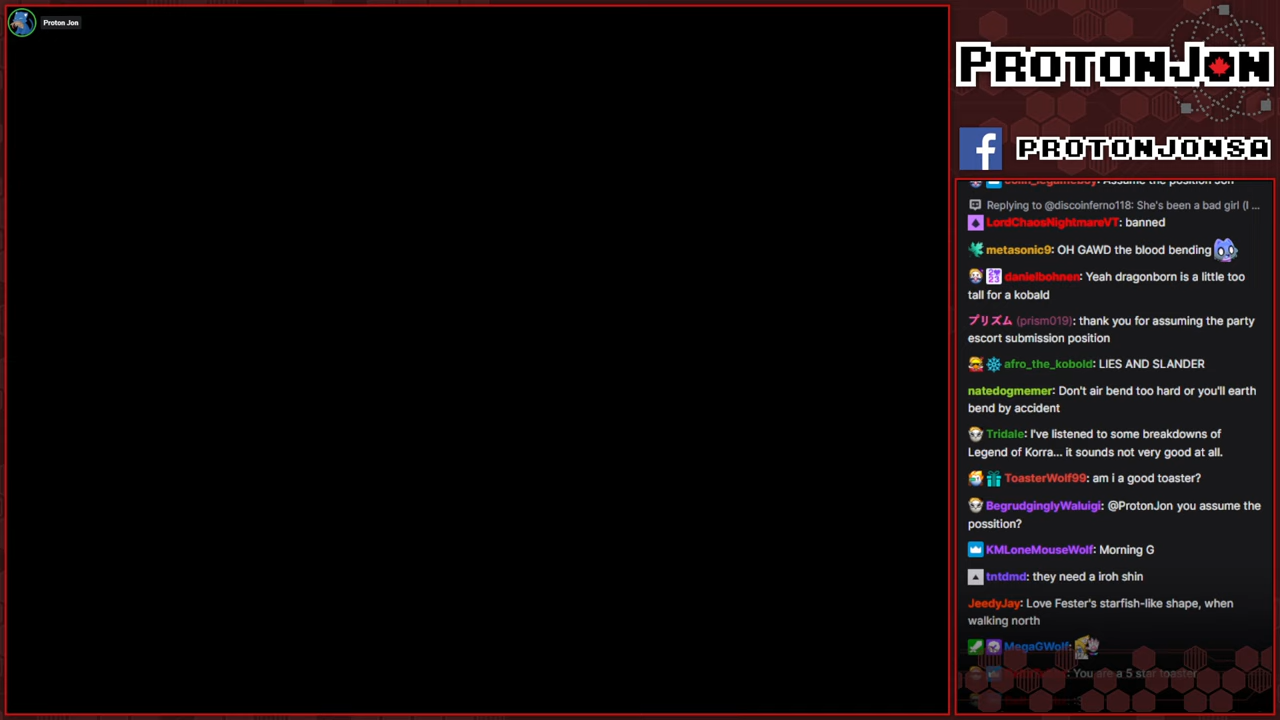 Proton Jon
PROTONJON
PROTONJONSA
Assume the position Jon
Replying to @discoinferno118: She's been a bad girl (I ...
LordChaosNightmareVT: banned
metasonic9: OH GAWD the blood bending
danielbohnen: Yeah dragonborn is a little too
tall for a kobald
プリズム (prism019): thank you for assuming the party
escort submission position
afro_the_kobold: LIES AND SLANDER
natedogmemer: Don't air bend too hard or you'll earth
bend by accident
Tridale: I've listened to some breakdowns of
Legend of Korra... it sounds not very good at all.
ToasterWolf99: am i a good toaster?
BegrudginglyWaluigi: @ProtonJon you assume the
possition?
KMLoneMouseWolf: Morning G
tntdmd: they need a iroh shin
JeedyJay: Love Fester's starfish-like shape, when
walking north
MegaGWolf:
: You are a 5 star toaster